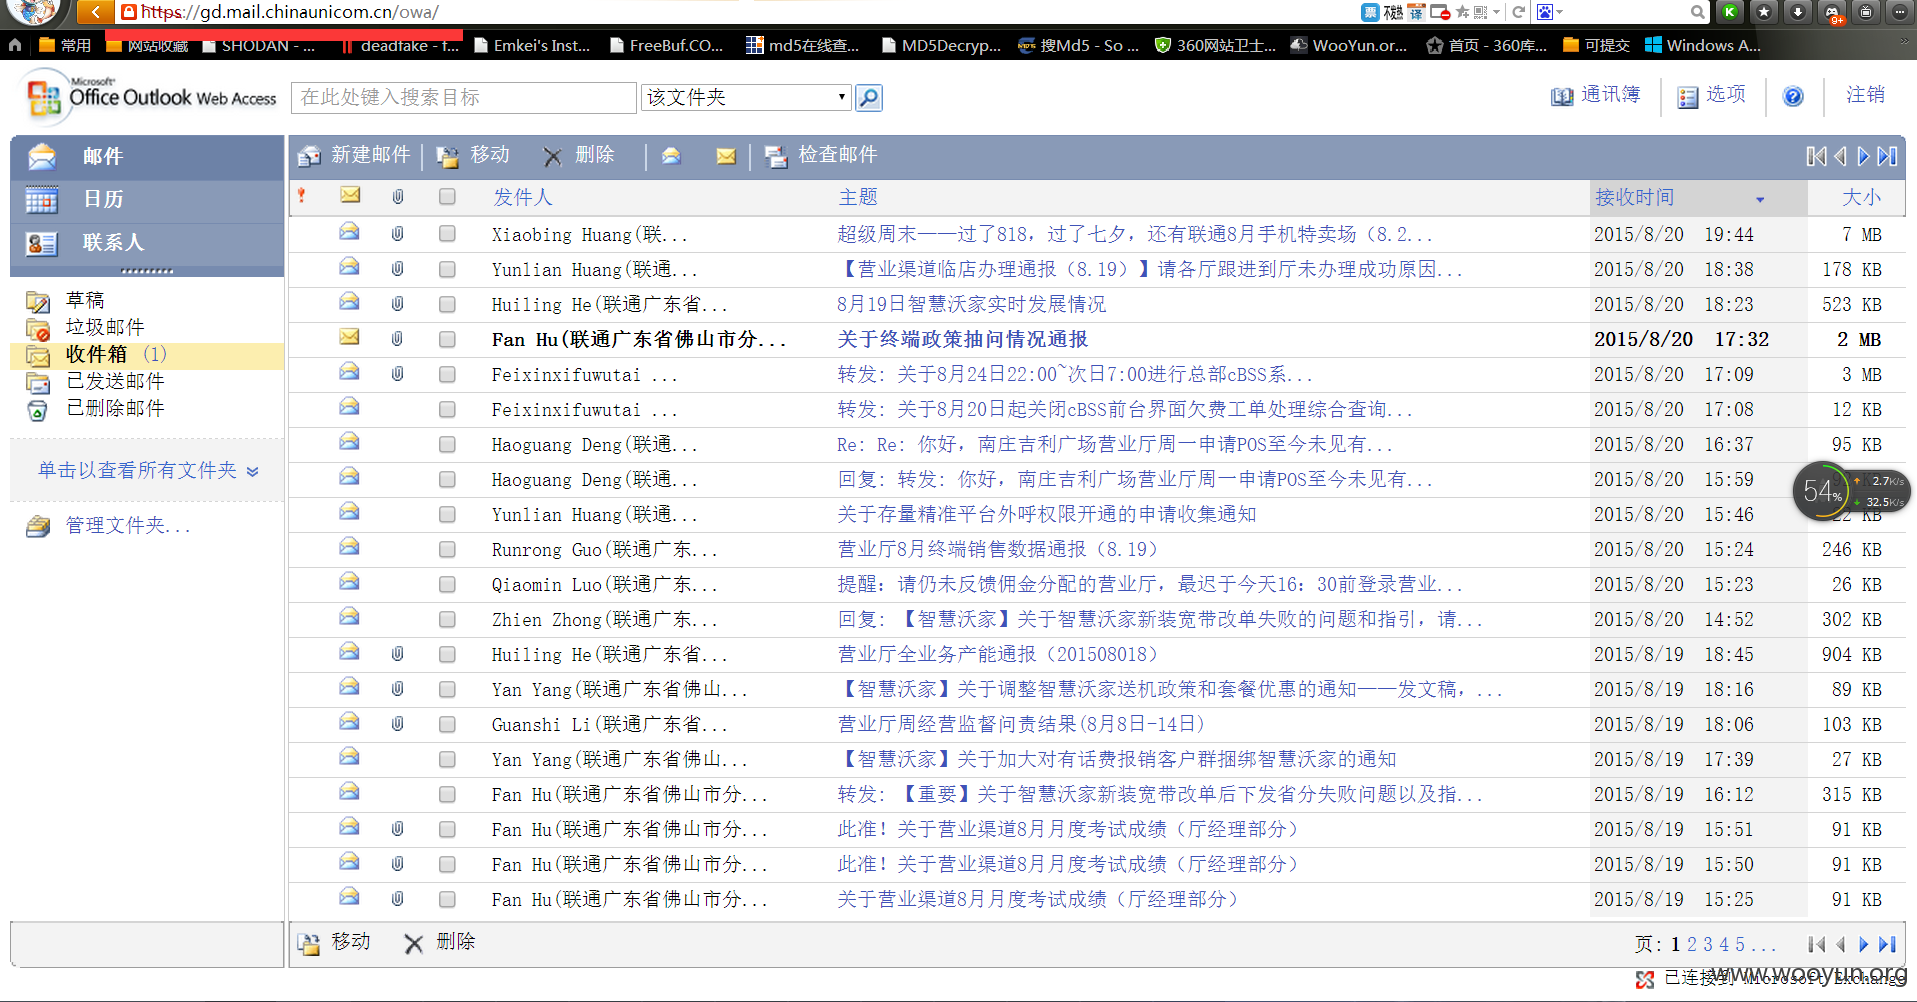 https://gd.mail.chinaunicom.cn/owa/
常用 网站收藏 SHODAN - ... deadfake - f... Emkei's Inst... FreeBuf.CO... md5在线查... MD5Decryp... 搜Md5 - So ... 360网站卫士... WooYun.or... 首页 - 360库... 可提交 Windows A...
Microsoft
Office Outlook Web Access
在此处键入搜索目标 该文件夹 通讯簿 选项 注销
邮件
日历
联系人
草稿
垃圾邮件
收件箱 (1)
已发送邮件
已删除邮件
单击以查看所有文件夹
管理文件夹...
新建邮件 移动 删除 检查邮件
发件人 主题 接收时间 大小
Xiaobing Huang(联... 超级周末——过了818，过了七夕，还有联通8月手机特卖场（8.2... 2015/8/20 19:44 7 MB
Yunlian Huang(联通... 【营业渠道临店办理通报（8.19）】请各厅跟进到厅未办理成功原因... 2015/8/20 18:38 178 KB
Huiling He(联通广东省... 8月19日智慧沃家实时发展情况 2015/8/20 18:23 523 KB
Fan Hu(联通广东省佛山市分... 关于终端政策抽问情况通报 2015/8/20 17:32 2 MB
Feixinxifuwutai ... 转发: 关于8月24日22:00~次日7:00进行总部cBSS系... 2015/8/20 17:09 3 MB
Feixinxifuwutai ... 转发: 关于8月20日起关闭cBSS前台界面欠费工单处理综合查询... 2015/8/20 17:08 12 KB
Haoguang Deng(联通... Re: Re: 你好，南庄吉利广场营业厅周一申请POS至今未见有... 2015/8/20 16:37 95 KB
Haoguang Deng(联通... 回复: 转发: 你好，南庄吉利广场营业厅周一申请POS至今未见有... 2015/8/20 15:59
Yunlian Huang(联通... 关于存量精准平台外呼权限开通的申请收集通知 2015/8/20 15:46 22 KB
Runrong Guo(联通广东... 营业厅8月终端销售数据通报（8.19） 2015/8/20 15:24 246 KB
Qiaomin Luo(联通广东... 提醒：请仍未反馈佣金分配的营业厅，最迟于今天16：30前登录营业... 2015/8/20 15:23 26 KB
Zhien Zhong(联通广东... 回复: 【智慧沃家】关于智慧沃家新装宽带改单失败的问题和指引，请... 2015/8/20 14:52 302 KB
Huiling He(联通广东省... 营业厅全业务产能通报（201508018） 2015/8/19 18:45 904 KB
Yan Yang(联通广东省佛山... 【智慧沃家】关于调整智慧沃家送机政策和套餐优惠的通知——发文稿，... 2015/8/19 18:16 89 KB
Guanshi Li(联通广东省... 营业厅周经营监督问责结果(8月8日-14日) 2015/8/19 18:06 103 KB
Yan Yang(联通广东省佛山... 【智慧沃家】关于加大对有话费报销客户群捆绑智慧沃家的通知 2015/8/19 17:39 27 KB
Fan Hu(联通广东省佛山市分... 转发: 【重要】关于智慧沃家新装宽带改单后下发省分失败问题以及指... 2015/8/19 16:12 315 KB
Fan Hu(联通广东省佛山市分... 此准！关于营业渠道8月月度考试成绩（厅经理部分） 2015/8/19 15:51 91 KB
Fan Hu(联通广东省佛山市分... 此准！关于营业渠道8月月度考试成绩（厅经理部分） 2015/8/19 15:50 91 KB
Fan Hu(联通广东省佛山市分... 关于营业渠道8月月度考试成绩（厅经理部分） 2015/8/19 15:25 91 KB
54% 2.7K/s
32.5K/s
移动 删除 页: 1 2 3 4 5 ...
已连接到 Microsoft Exchange
www.wooyun.org